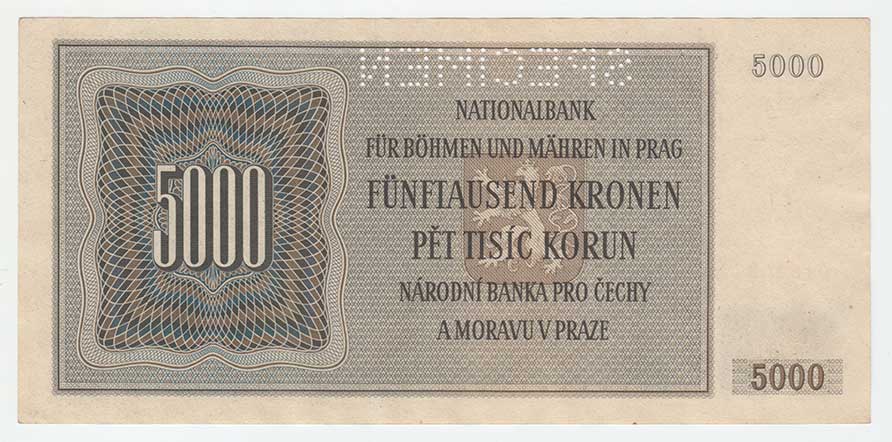 SPECIMEN
5000
NATIONALBANK
FÜR BÖHMEN UND MÄHREN IN PRAG
FÜNFTAUSEND KRONEN
PĚT TISÍC KORUN
NÁRODNÍ BANKA PRO ČECHY
A MORAVU V PRAZE
5000
5000